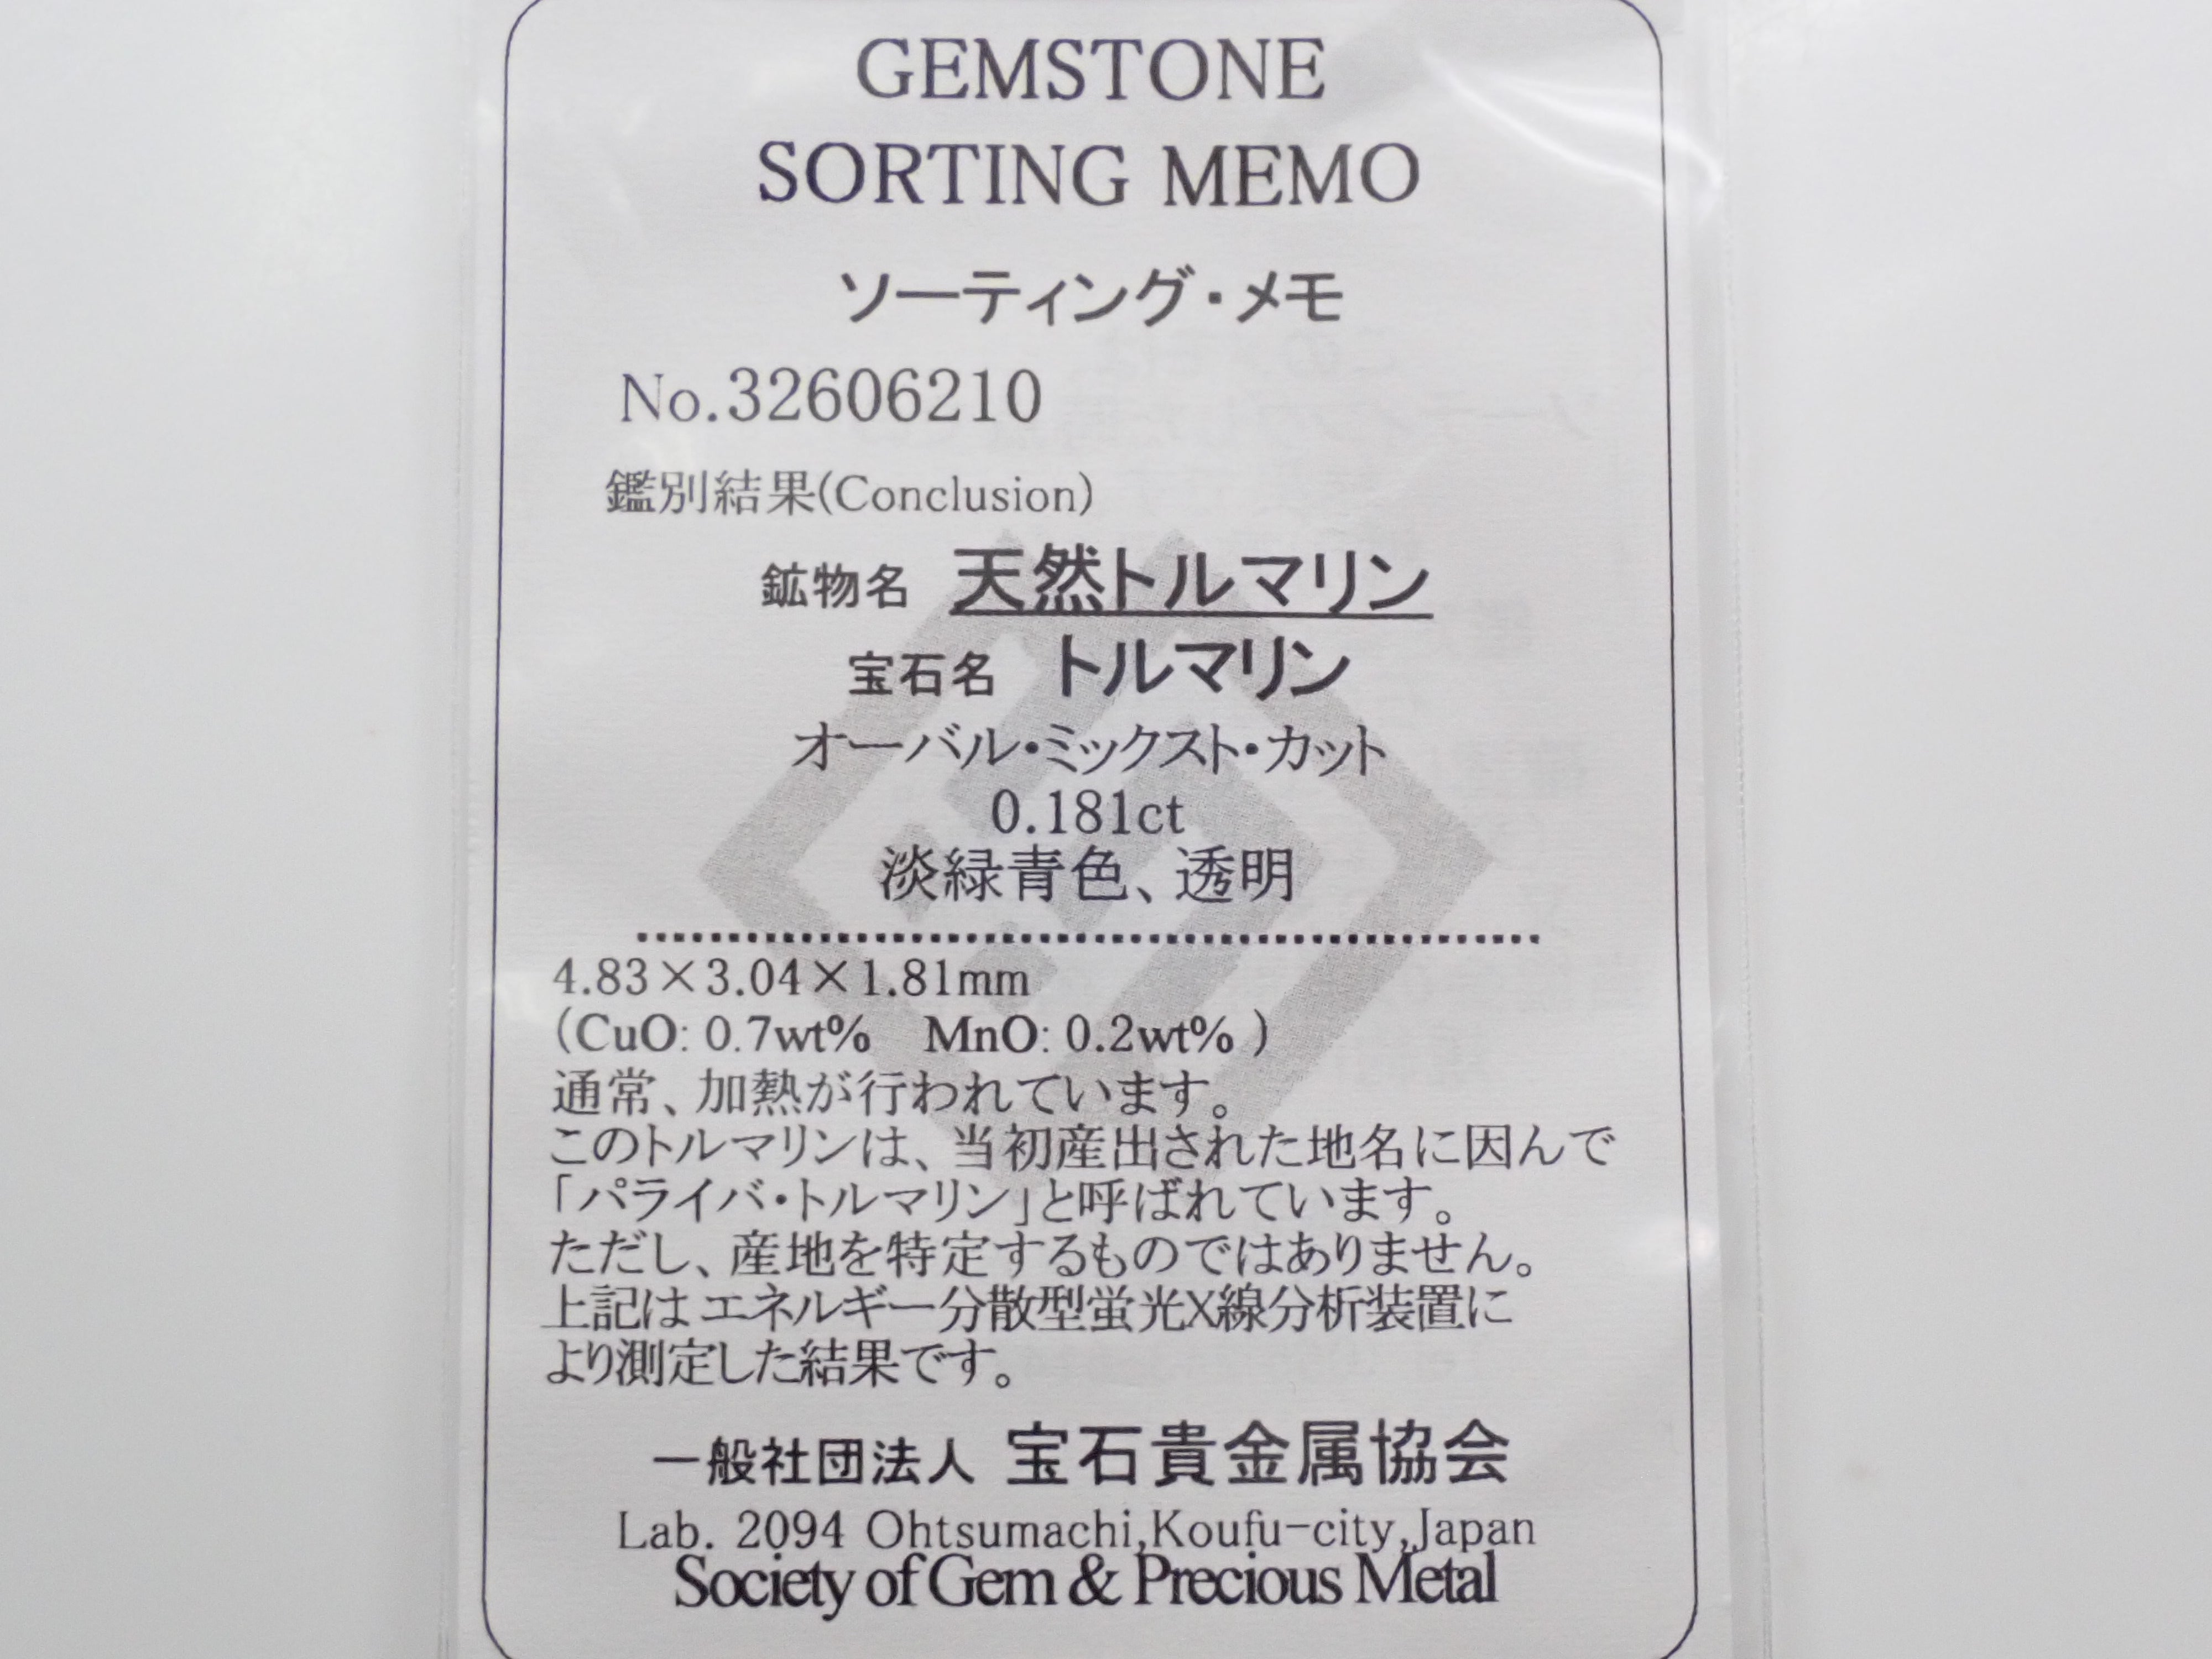 GEMSTONE
SORTING MEMO
ソーティング・メモ
No.32606210
鑑別結果(Conclusion)
鉱物名 天然トルマリン
宝石名 トルマリン
オーバル・ミックスト・カット
0.181ct
淡緑青色、透明
4.83×3.04×1.81mm
(CuO: 0.7wt% MnO: 0.2wt% )
通常、加熱が行われています。
このトルマリンは、当初産出された地名に因んで
「パライバ・トルマリン」と呼ばれています。
ただし、産地を特定するものではありません。
上記はエネルギー分散型蛍光X線分析装置に
より測定した結果です。
一般社団法人 宝石貴金属協会
Lab. 2094 Ohtsumachi,Koufu-city,Japan
Society of Gem & Precious Metal